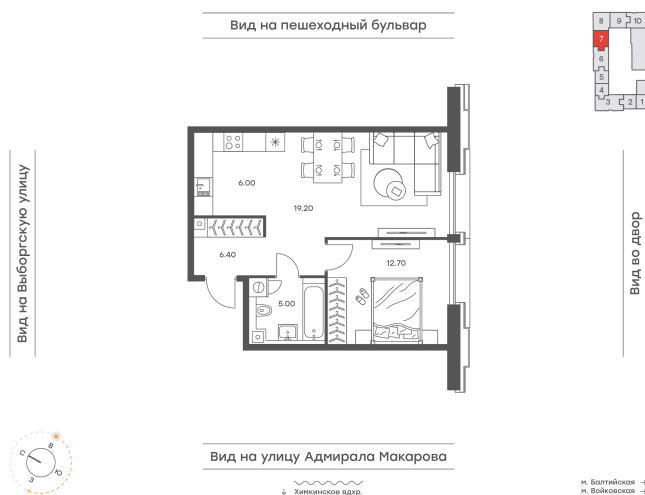 Вид на пешеходный бульвар
8 9 10
7
6
5
4
3 2 1
Вид на Выборгскую улицу
Вид во двор
6.00
19.20
6.40
12.70
5.00
Вид на улицу Адмирала Макарова
↓ Химкинское вдхр.
С В Ю З
м. Балтийская →
м. Войковская →